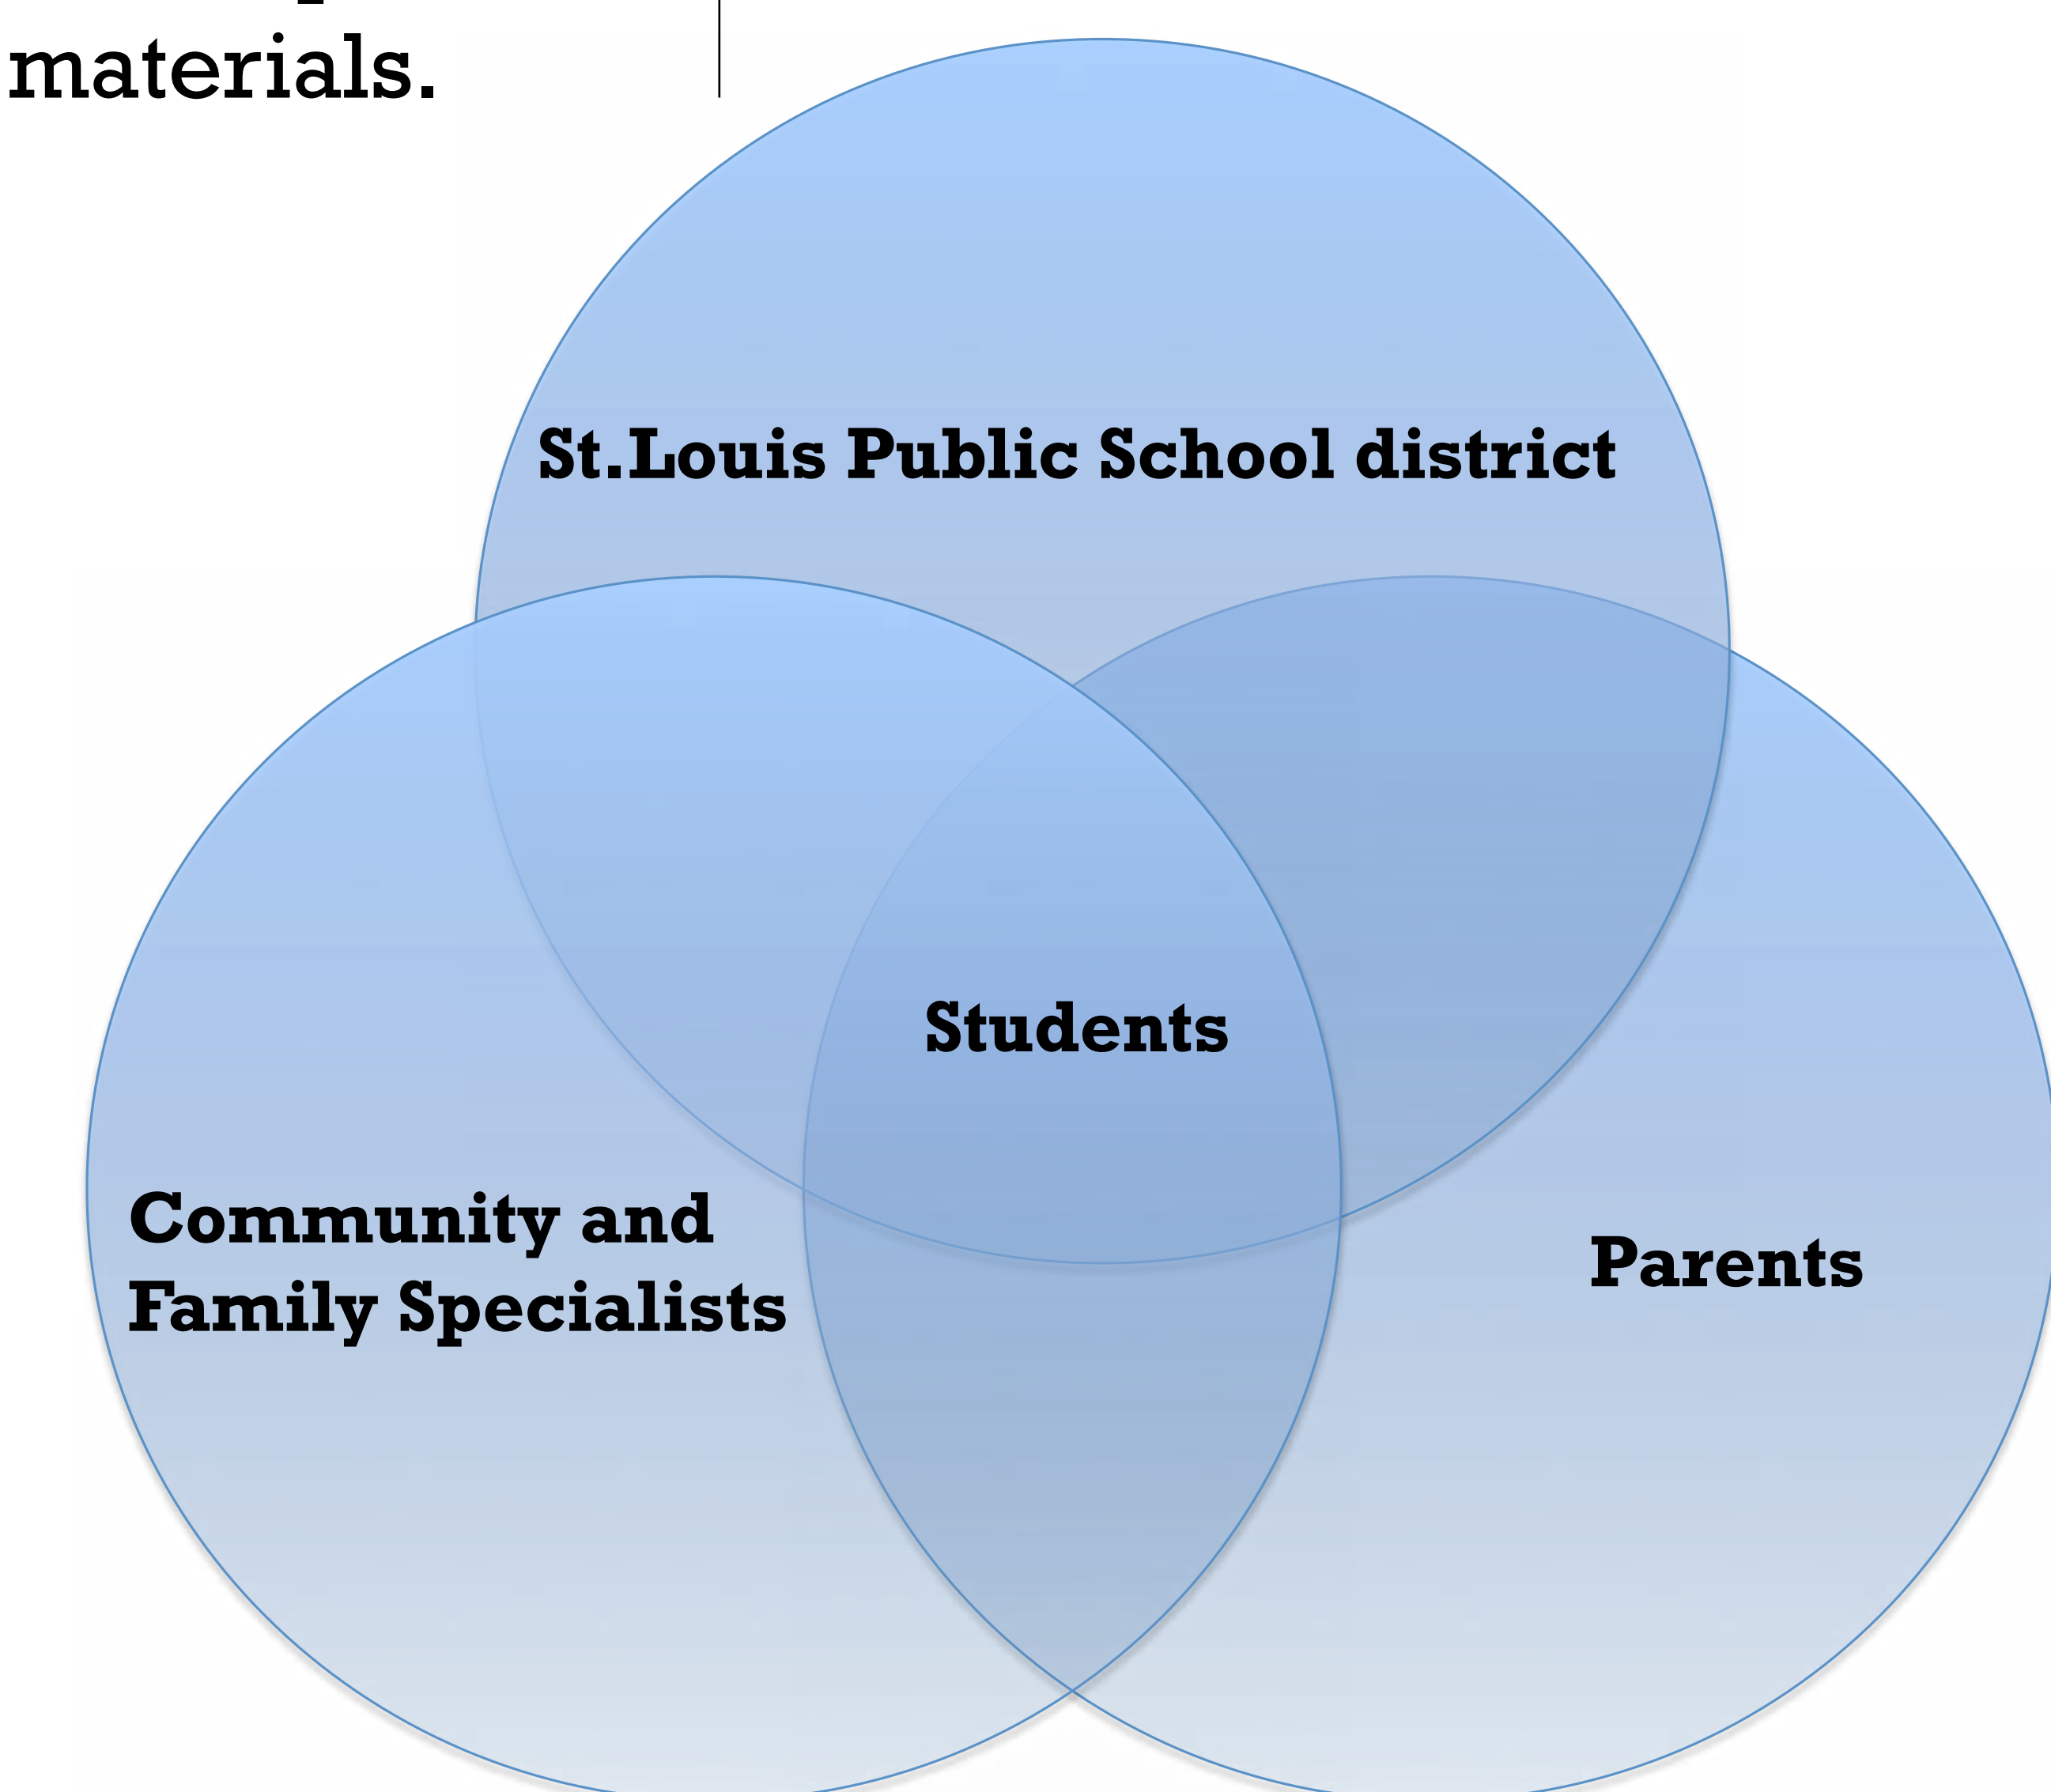 materials.
St.Louis Public School district
Students
Community and
Family Specialists
Parents